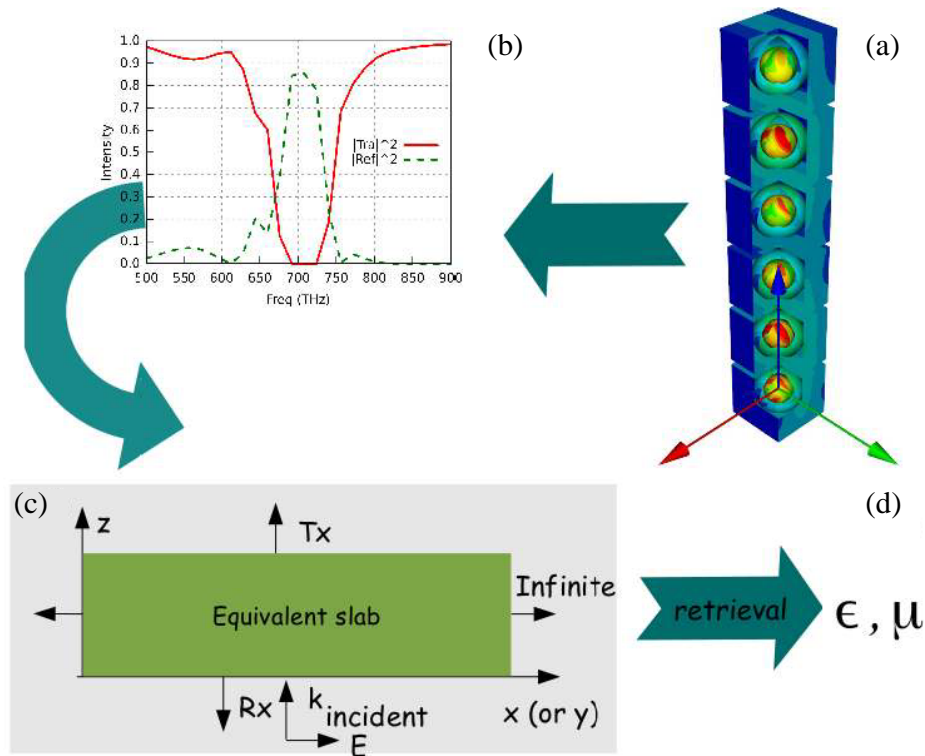 (b)
(a)
1.0
0.9
0.8
0.7
0.6
0.5
0.4
0.3
0.2
0.1
0.0
Intensity
|Tra|^2
|Ref|^2
500 550 600 650 700 750 800 850 900
Freq (THz)
(c)
(d)
z
Tx
Infinite
Equivalent slab
retrieval
ϵ , μ
Rx
k incident
x (or y)
E